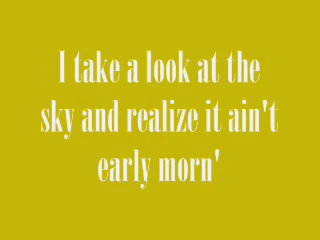 I take a look at the
sky and realize it ain't
early morn'